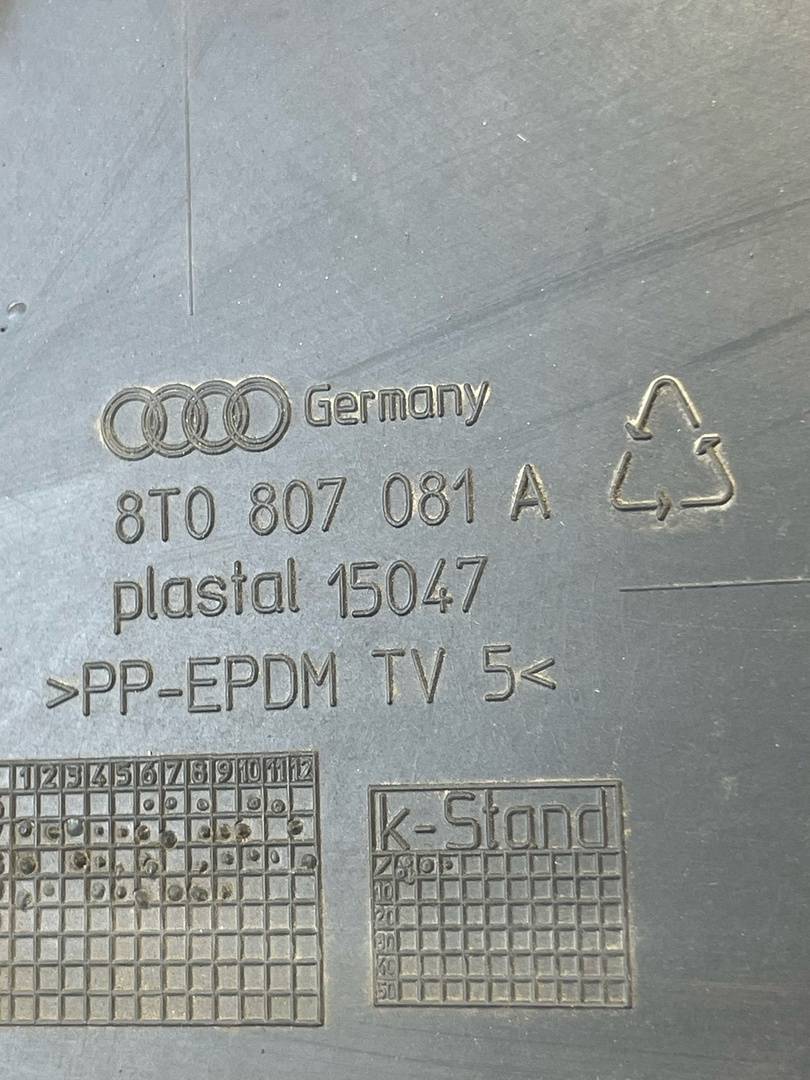 Germany
8T0 807 081 A
plastal 15047
>PP-EPDM TV 5<
1 2 3 4 5 6 7 8 9 10 11 12
k-Stand
10
20
30
40
50